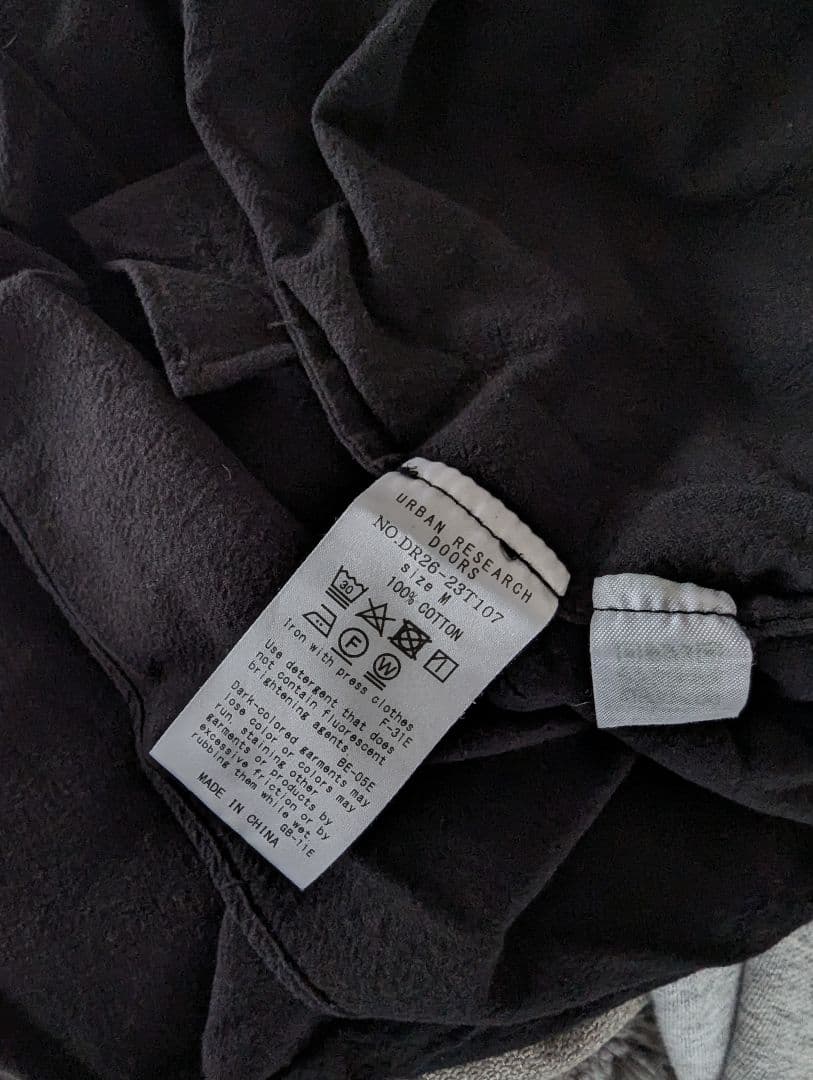 URBAN RESEARCH
DOORS
NO.DR26-23T107
size M
100% COTTON
30
F
W
Iron with press clothes
F-31E
Use detergent that does
not contain fluorescent
brightening agents.
BE-05E
Dark-colored garments may
lose color or colors may
run, staining other
garments or products by
excessive friction or by
rubbing them while wet.
GB-11E
MADE IN CHINA